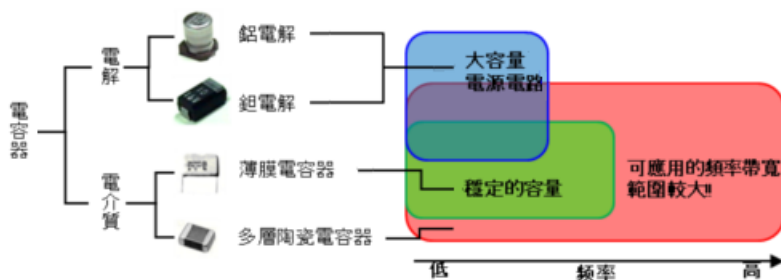 電容器
電解
鋁電解
鉭電解
電介質
薄膜電容器
多層陶瓷電容器
大容量
電源電路
穩定的容量
可應用的頻率帶寬
範圍較大!!
低
頻率
高